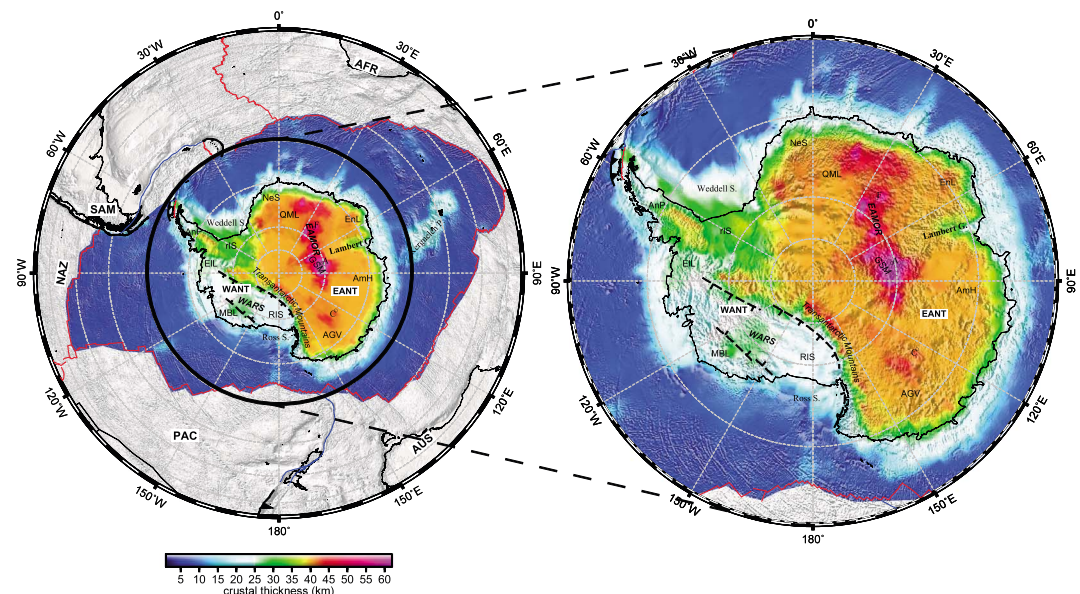 0°
30°W
30°E
AFR
60°W
60°E
SAM
Weddell S.
NeS
QML
EnL
EAMOR
AnP
rIS
Lambert
EIL
GSM
90°W
NAZ
90°E
AmH
Transantarctic Mountains
WANT
EANT
WARS
MBL
RIS
C
Ross S.
AGV
120°W
120°E
PAC
AUS
150°W
150°E
180°
5 10 15 20 25 30 35 40 45 50 55 60
crustal thickness (km)
0°
30°W
30°E
60°W
60°E
NeS
QML
EnL
Weddell S.
AnP
EAMOR
rIS
Lambert G.
EIL
GSM
90°W
90°E
AmH
WANT
EANT
Transantarctic Mountains
WARS
MBL
RIS
C
Ross S.
AGV
120°W
120°E
150°W
150°E
180°